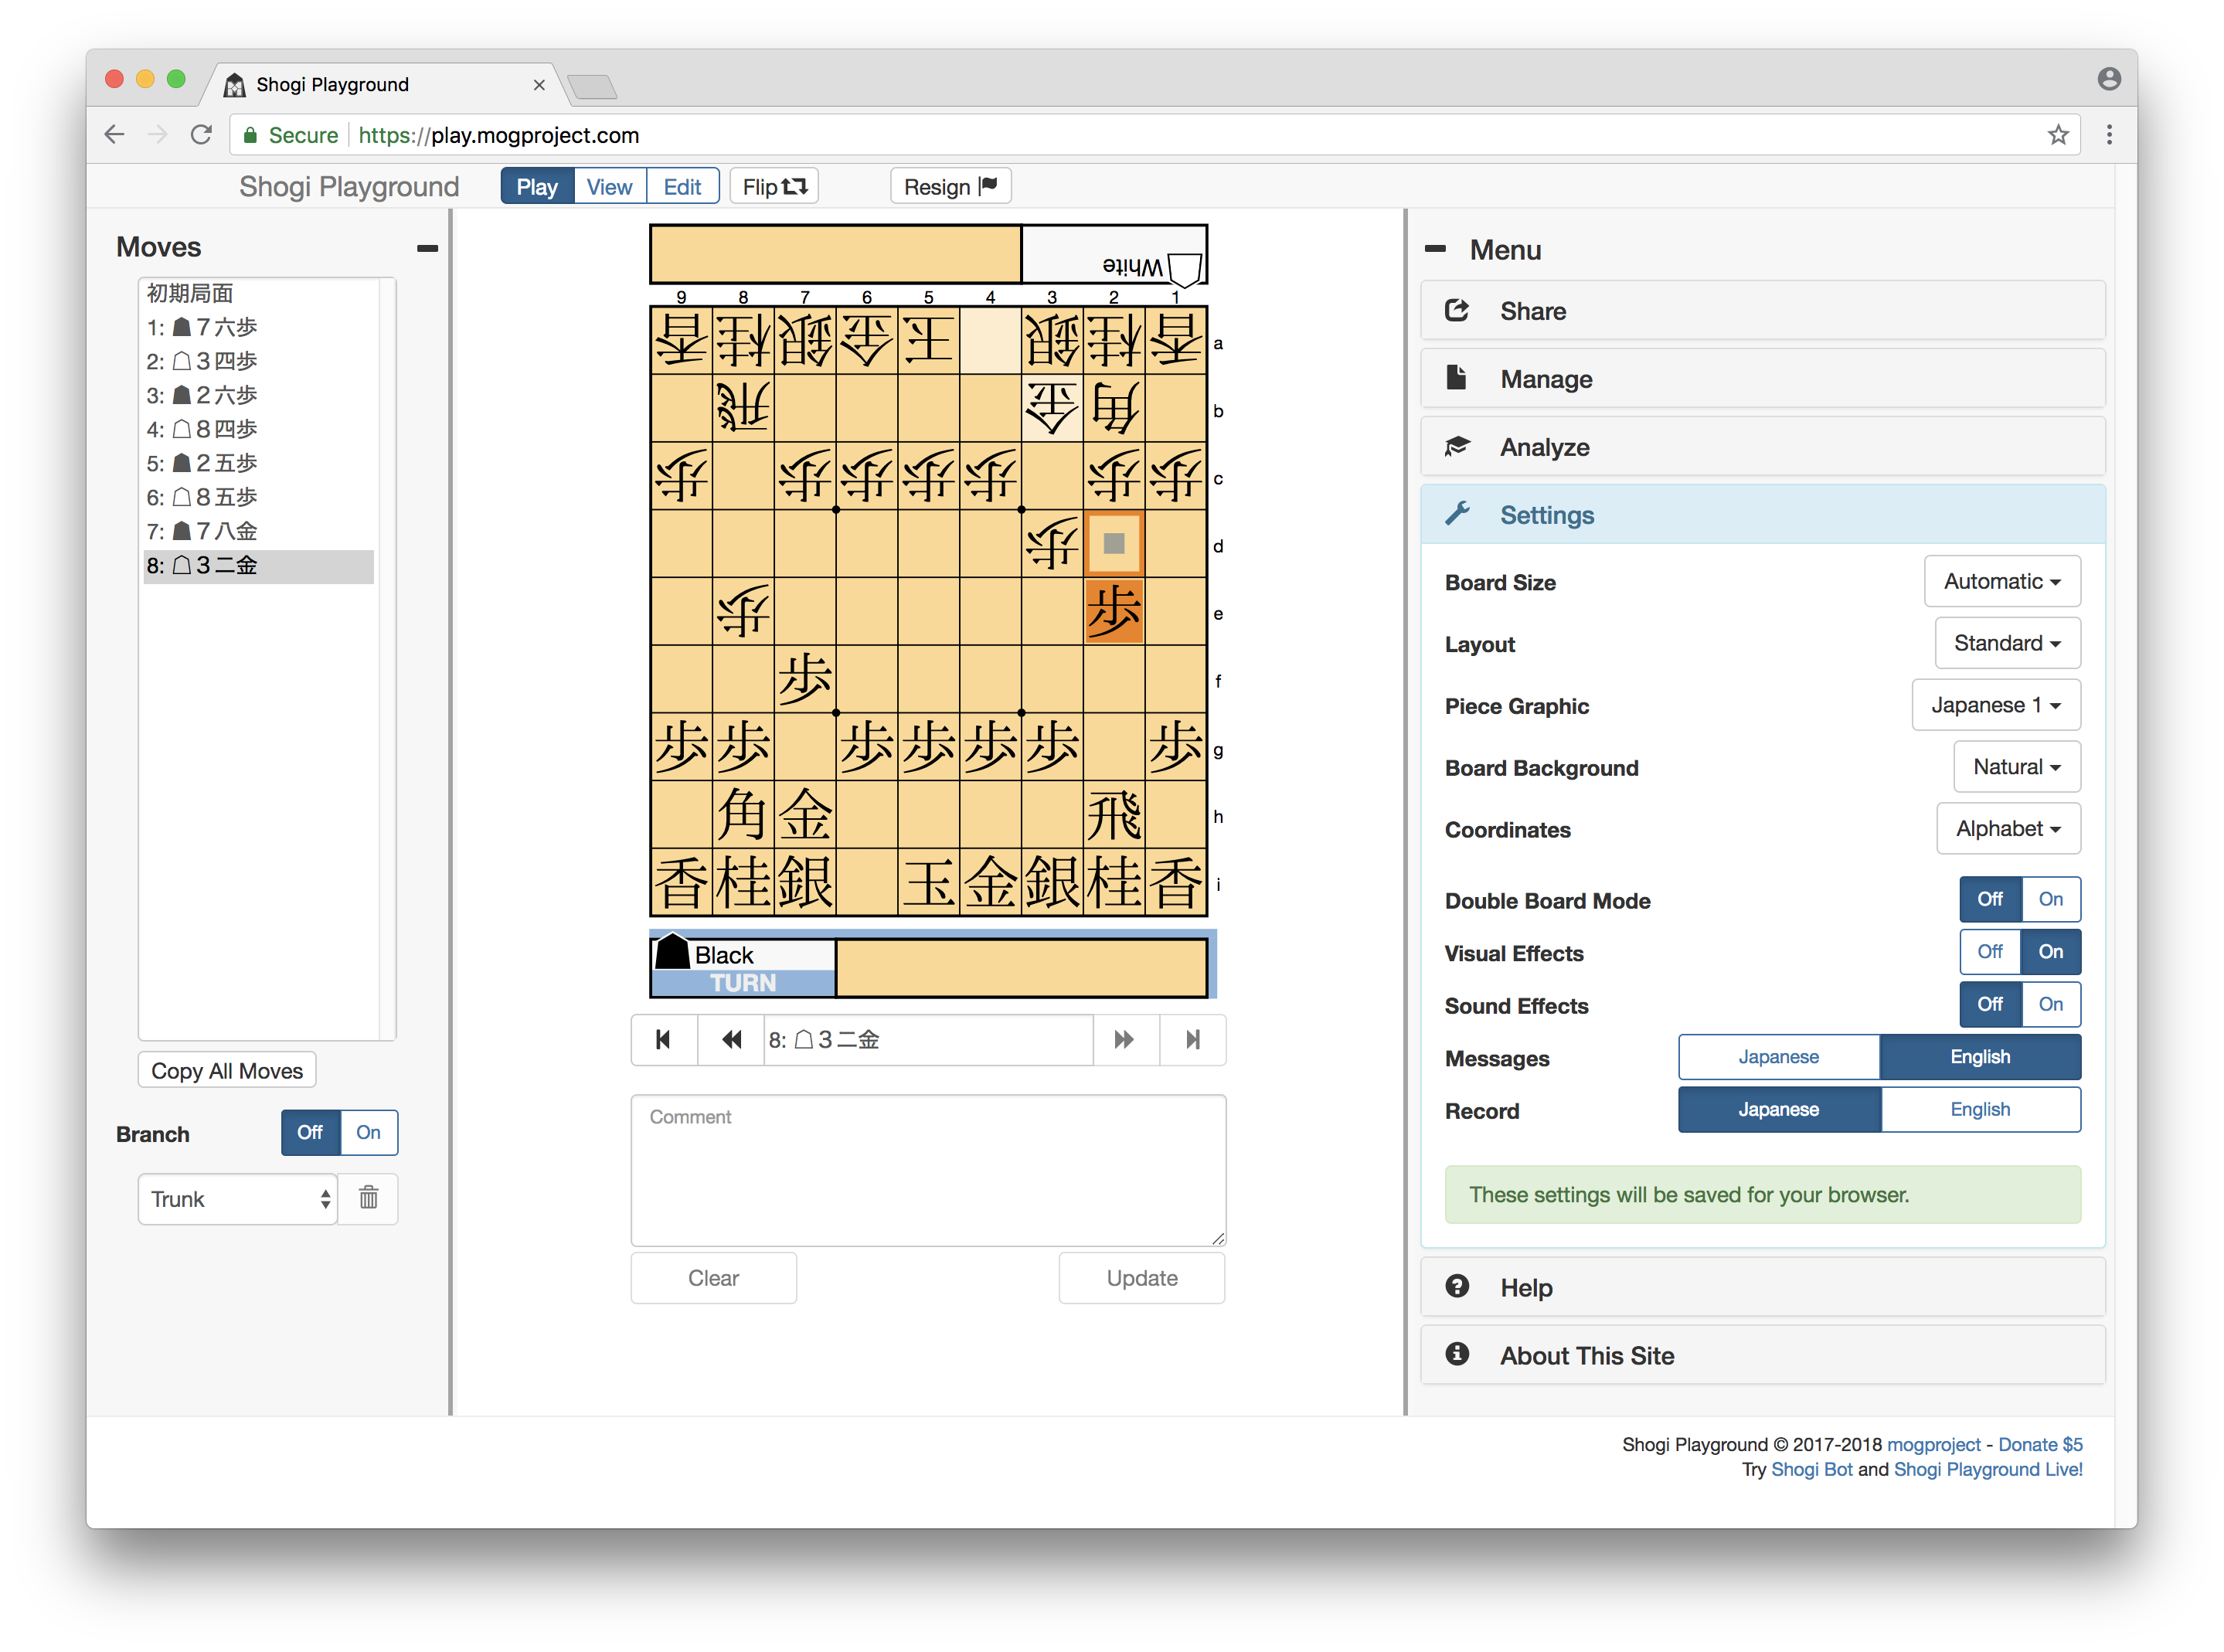 Shogi Playground
Secure https://play.mogproject.com
Shogi Playground Play View Edit Flip Resign
Moves
初期局面
1: ☗７六歩
2: ☖３四歩
3: ☗２六歩
4: ☖８四歩
5: ☗２五歩
6: ☖８五歩
7: ☗７八金
8: ☖３二金
Copy All Moves
Branch Off On
Trunk
White
9 8 7 6 5 4 3 2 1
香 桂 銀 金 王 銀 桂 香 a
飛 金 角 b
歩 歩 歩 歩 歩 歩 歩 c
歩 d
歩 歩 e
歩 f
歩 歩 歩 歩 歩 歩 歩 g
角 金 飛 h
香 桂 銀 玉 金 銀 桂 香 i
Black
TURN
8: ☖３二金
Comment
Clear Update
Menu
Share
Manage
Analyze
Settings
Board Size Automatic
Layout Standard
Piece Graphic Japanese 1
Board Background Natural
Coordinates Alphabet
Double Board Mode Off On
Visual Effects Off On
Sound Effects Off On
Messages Japanese English
Record Japanese English
These settings will be saved for your browser.
Help
About This Site
Shogi Playground © 2017-2018 mogproject - Donate $5
Try Shogi Bot and Shogi Playground Live!